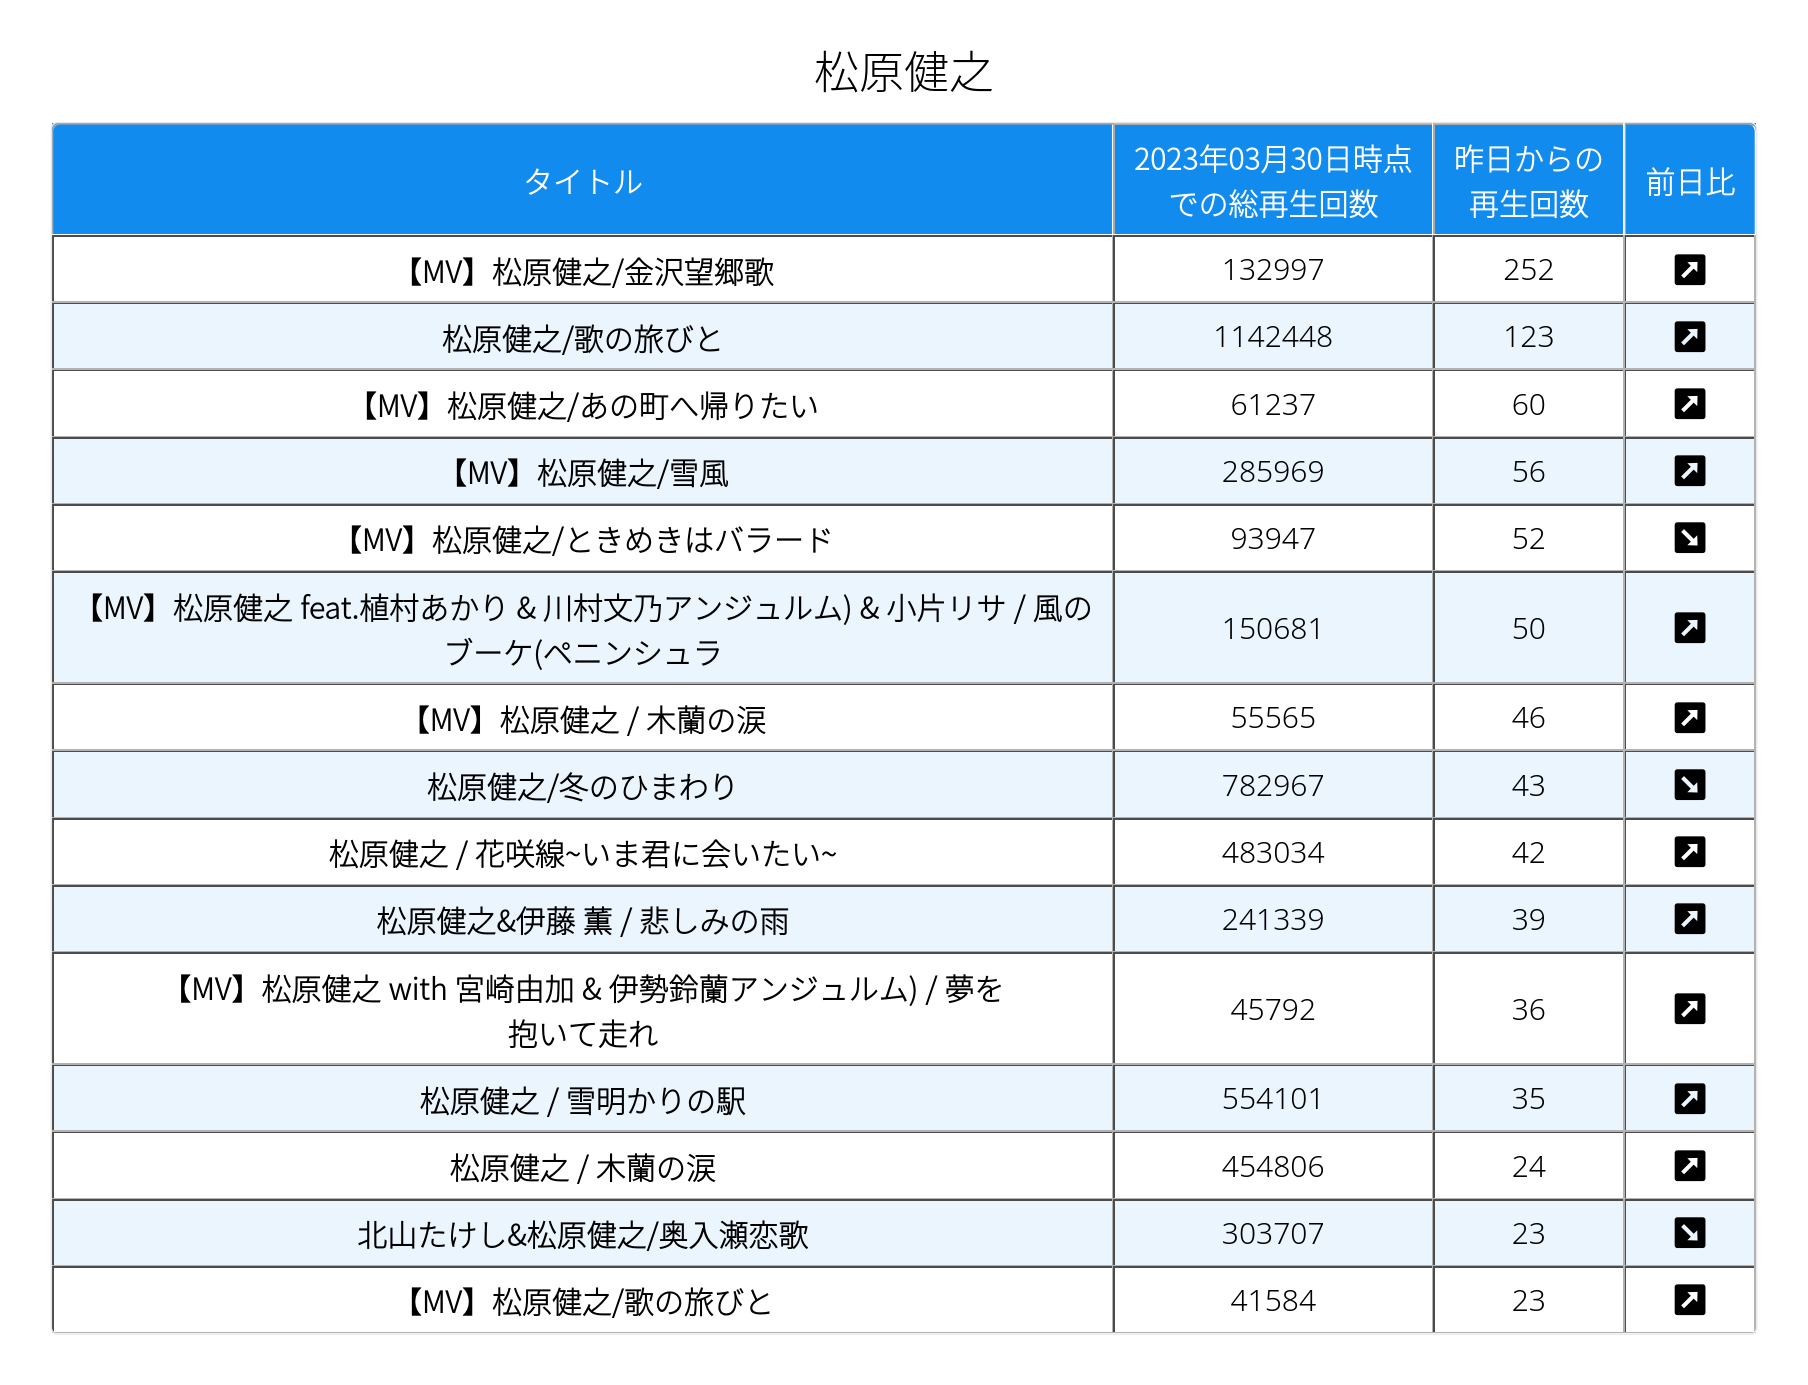 松原健之
タイトル
2023年03月30日時点
での総再生回数
昨日からの
再生回数
前日比
【MV】松原健之/金沢望郷歌 132997 252
松原健之/歌の旅びと 1142448 123
【MV】松原健之/あの町へ帰りたい 61237 60
【MV】松原健之/雪風 285969 56
【MV】松原健之/ときめきはバラード 93947 52
【MV】松原健之 feat.植村あかり & 川村文乃アンジュルム) & 小片リサ / 風の
ブーケ(ペニンシュラ 150681 50
【MV】松原健之 / 木蘭の涙 55565 46
松原健之/冬のひまわり 782967 43
松原健之 / 花咲線~いま君に会いたい~ 483034 42
松原健之&伊藤 薫 / 悲しみの雨 241339 39
【MV】松原健之 with 宮崎由加 & 伊勢鈴蘭アンジュルム) / 夢を
抱いて走れ 45792 36
松原健之 / 雪明かりの駅 554101 35
松原健之 / 木蘭の涙 454806 24
北山たけし&松原健之/奥入瀬恋歌 303707 23
【MV】松原健之/歌の旅びと 41584 23